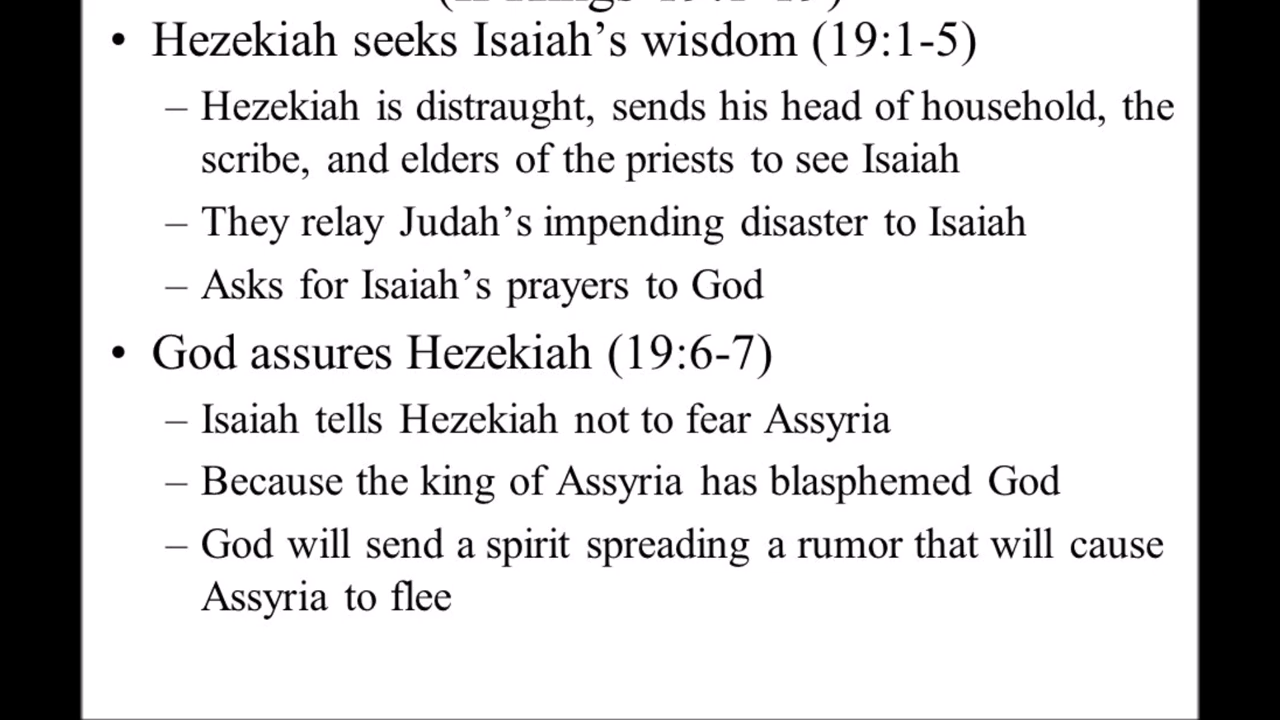 • Hezekiah seeks Isaiah’s wisdom (19:1-5)
– Hezekiah is distraught, sends his head of household, the
scribe, and elders of the priests to see Isaiah
– They relay Judah’s impending disaster to Isaiah
– Asks for Isaiah’s prayers to God
• God assures Hezekiah (19:6-7)
– Isaiah tells Hezekiah not to fear Assyria
– Because the king of Assyria has blasphemed God
– God will send a spirit spreading a rumor that will cause
Assyria to flee